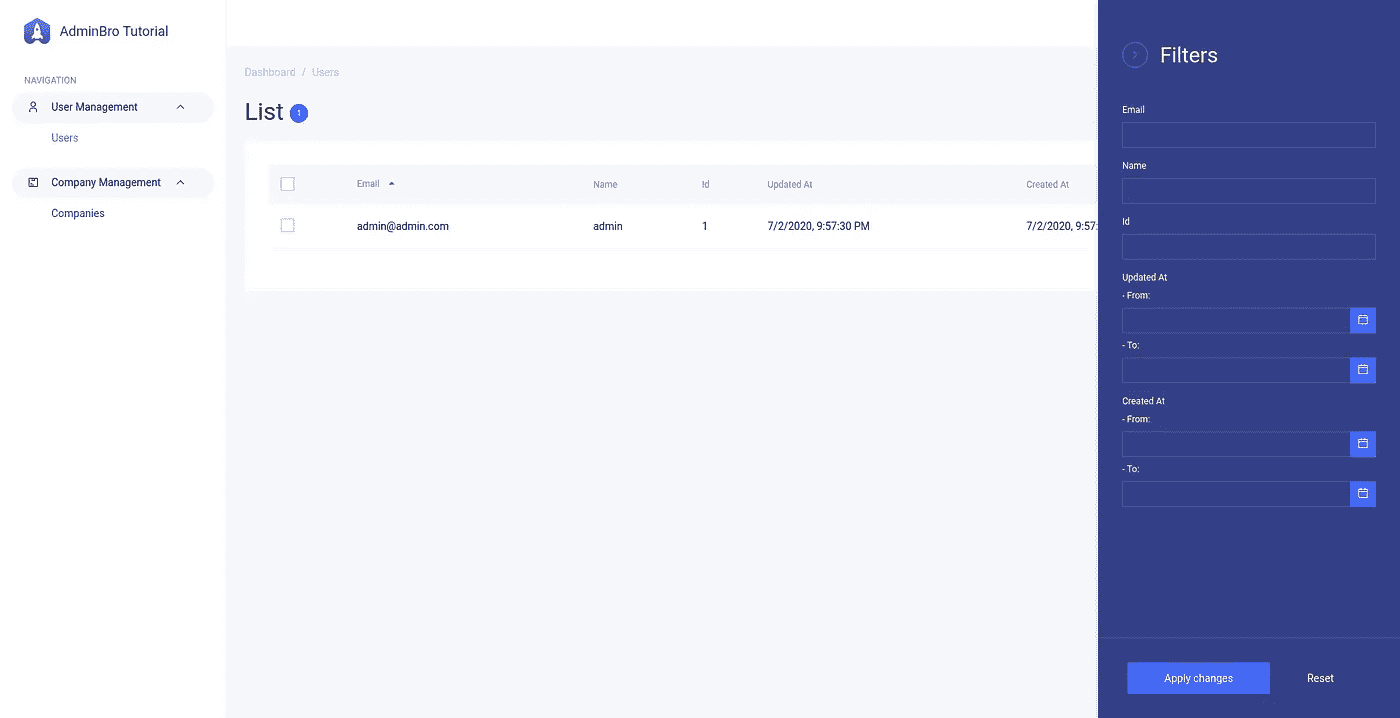 AdminBro Tutorial
NAVIGATION
User Management
Users
Company Management
Companies
Dashboard / Users
List 1
Email Name Id Updated At Created At
admin@admin.com admin 1 7/2/2020, 9:57:30 PM 7/2/2020, 9:57:
Filters
Email
Name
Id
Updated At
- From:
- To:
Created At
- From:
- To:
Apply changes Reset